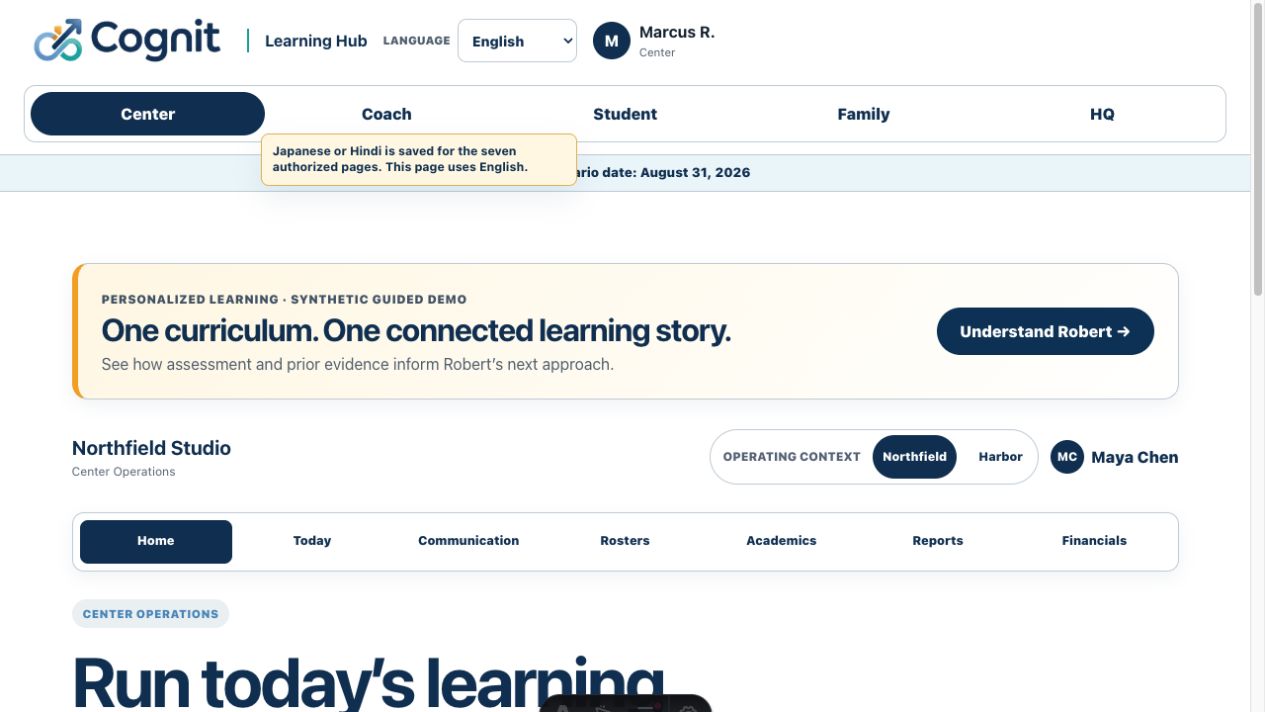 Cognit
Learning Hub
LANGUAGE
English
M
Marcus R.
Center
Center
Coach
Student
Family
HQ
Japanese or Hindi is saved for the seven
authorized pages. This page uses English.
ario date: August 31, 2026
PERSONALIZED LEARNING · SYNTHETIC GUIDED DEMO
One curriculum. One connected learning story.
See how assessment and prior evidence inform Robert’s next approach.
Understand Robert →
Northfield Studio
Center Operations
OPERATING CONTEXT
Northfield
Harbor
MC
Maya Chen
Home
Today
Communication
Rosters
Academics
Reports
Financials
CENTER OPERATIONS
Run today’s learning